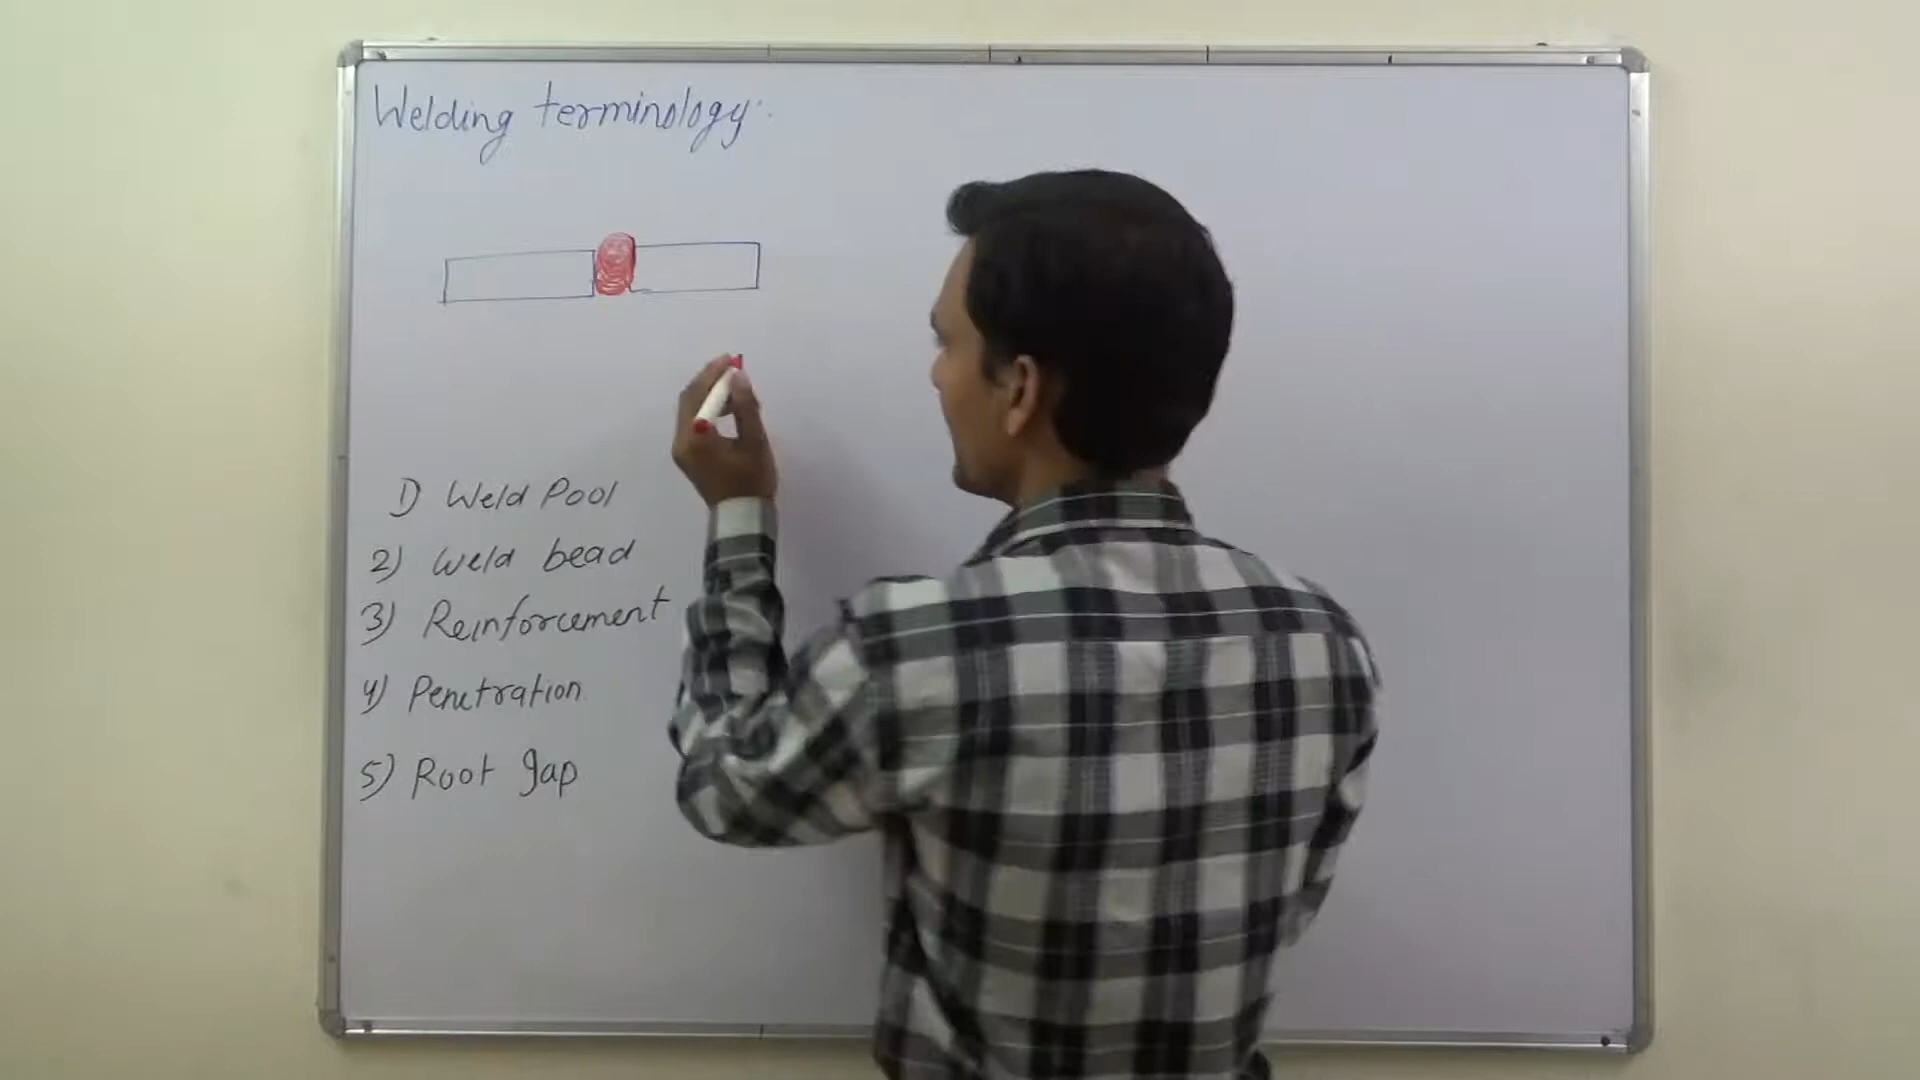 Welding terminology:
1) Weld Pool
2) Weld bead
3) Reinforcement
4) Penetration
5) Root gap